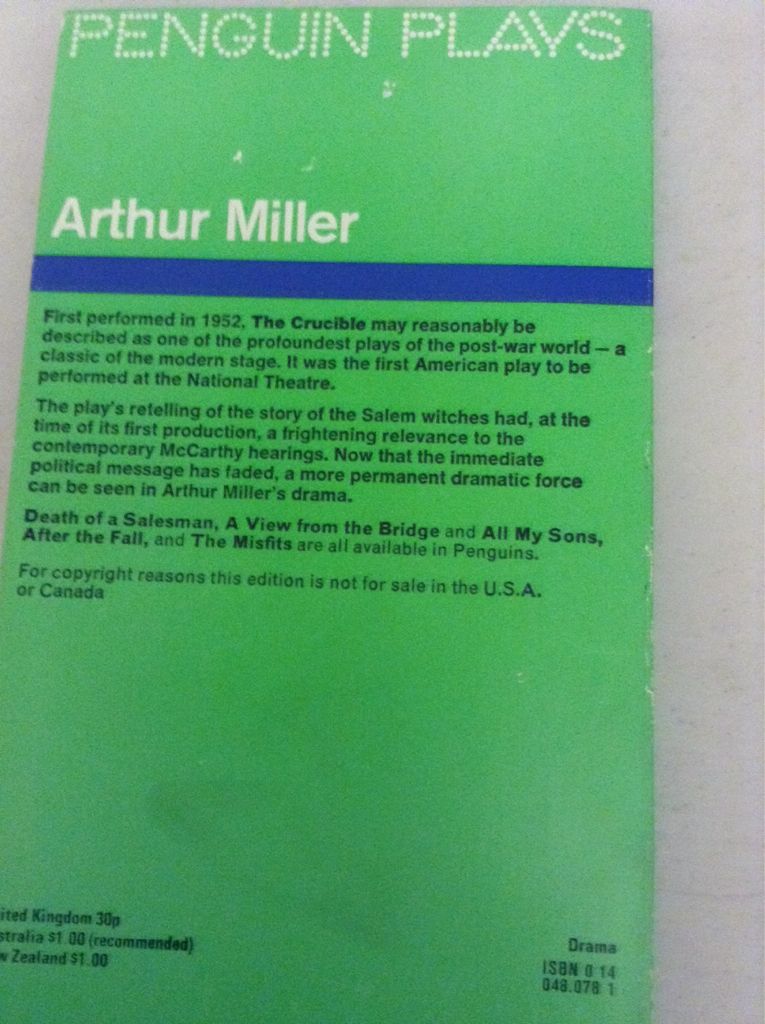 PENGUIN PLAYS
Arthur Miller
First performed in 1952, The Crucible may reasonably be
described as one of the profoundest plays of the post-war world — a
classic of the modern stage. It was the first American play to be
performed at the National Theatre.
The play's retelling of the story of the Salem witches had, at the
time of its first production, a frightening relevance to the
contemporary McCarthy hearings. Now that the immediate
political message has faded, a more permanent dramatic force
can be seen in Arthur Miller's drama.
Death of a Salesman, A View from the Bridge and All My Sons,
After the Fall, and The Misfits are all available in Penguins.
For copyright reasons this edition is not for sale in the U.S.A.
or Canada
ited Kingdom 30p
stralia $1.00 (recommended)
w Zealand $1.00
Drama
ISBN 0 14
048.078 1